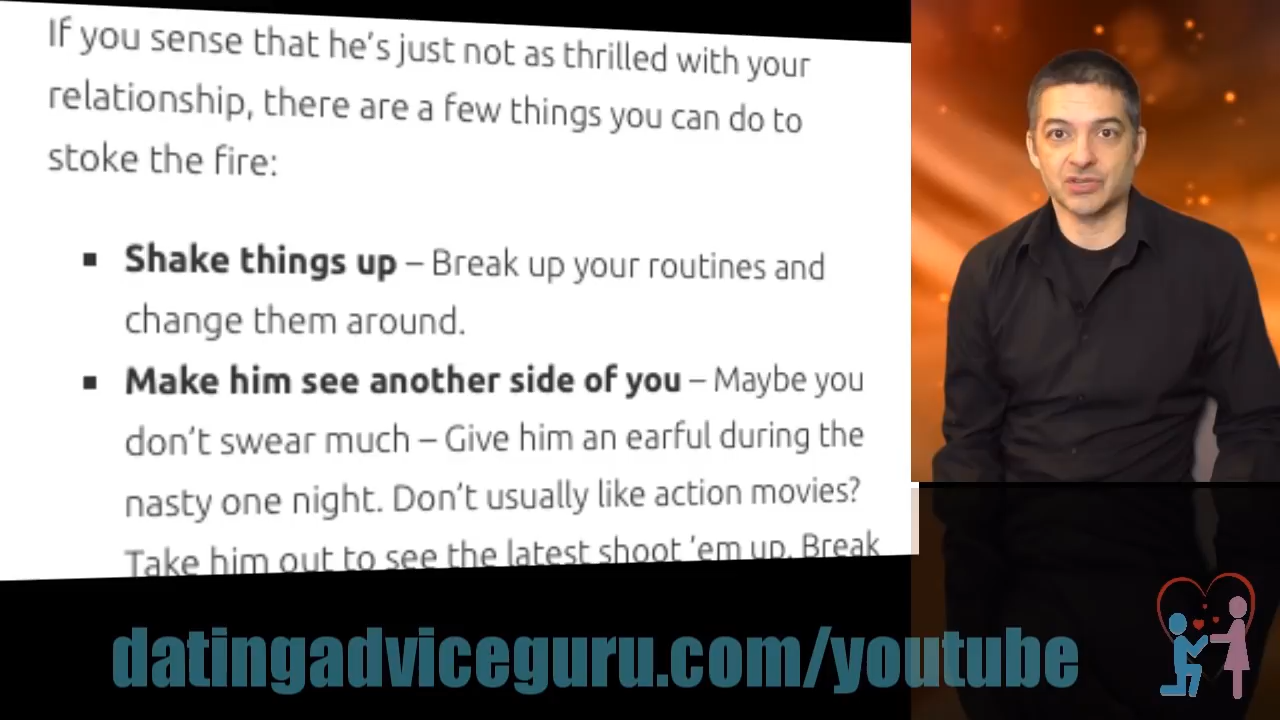 If you sense that he's just not as thrilled with your
relationship, there are a few things you can do to
stoke the fire:
▪ Shake things up – Break up your routines and
change them around.
▪ Make him see another side of you – Maybe you
don't swear much – Give him an earful during the
nasty one night. Don't usually like action movies?
Take him out to see the latest shoot 'em up. Break
datingadviceguru.com/youtube